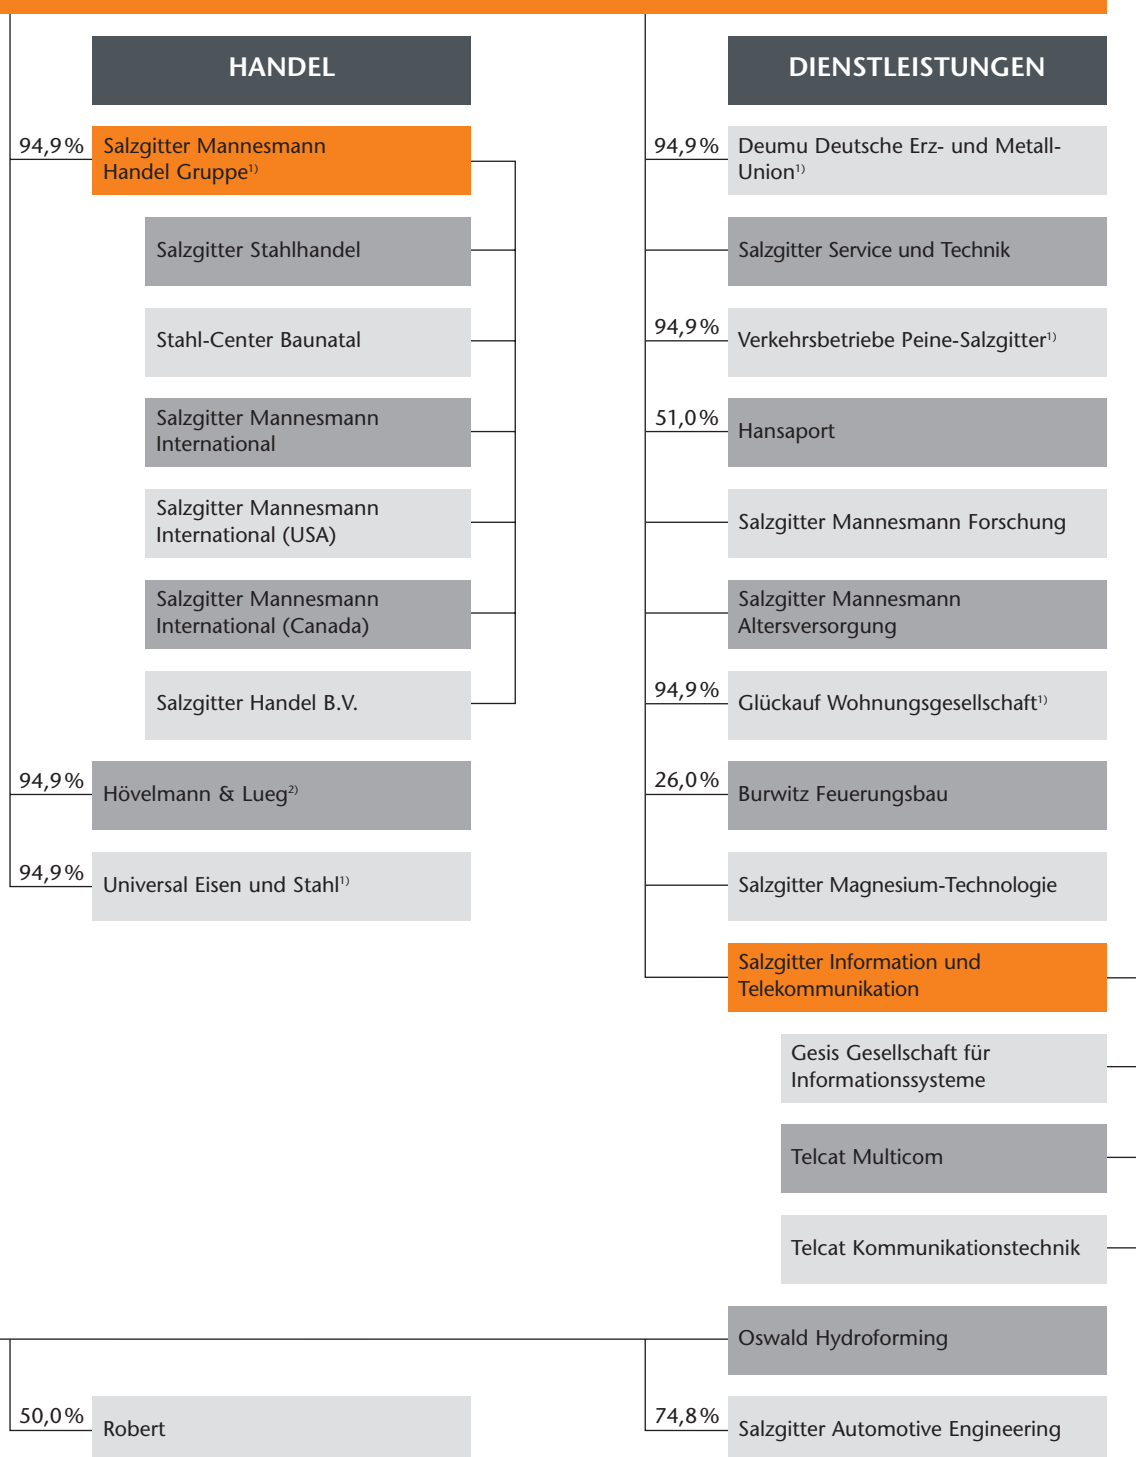 HANDEL
94,9% Salzgitter Mannesmann
Handel Gruppe¹⁾
Salzgitter Stahlhandel
Stahl-Center Baunatal
Salzgitter Mannesmann
International
Salzgitter Mannesmann
International (USA)
Salzgitter Mannesmann
International (Canada)
Salzgitter Handel B.V.
94,9% Hövelmann & Lueg²⁾
94,9% Universal Eisen und Stahl¹⁾
DIENSTLEISTUNGEN
94,9% Deumu Deutsche Erz- und Metall-
Union¹⁾
Salzgitter Service und Technik
94,9% Verkehrsbetriebe Peine-Salzgitter¹⁾
51,0% Hansaport
Salzgitter Mannesmann Forschung
Salzgitter Mannesmann
Altersversorgung
94,9% Glückauf Wohnungsgesellschaft¹⁾
26,0% Burwitz Feuerungsbau
Salzgitter Magnesium-Technologie
Salzgitter Information und
Telekommunikation
Gesis Gesellschaft für
Informationssysteme
Telcat Multicom
Telcat Kommunikationstechnik
Oswald Hydroforming
50,0% Robert
74,8% Salzgitter Automotive Engineering